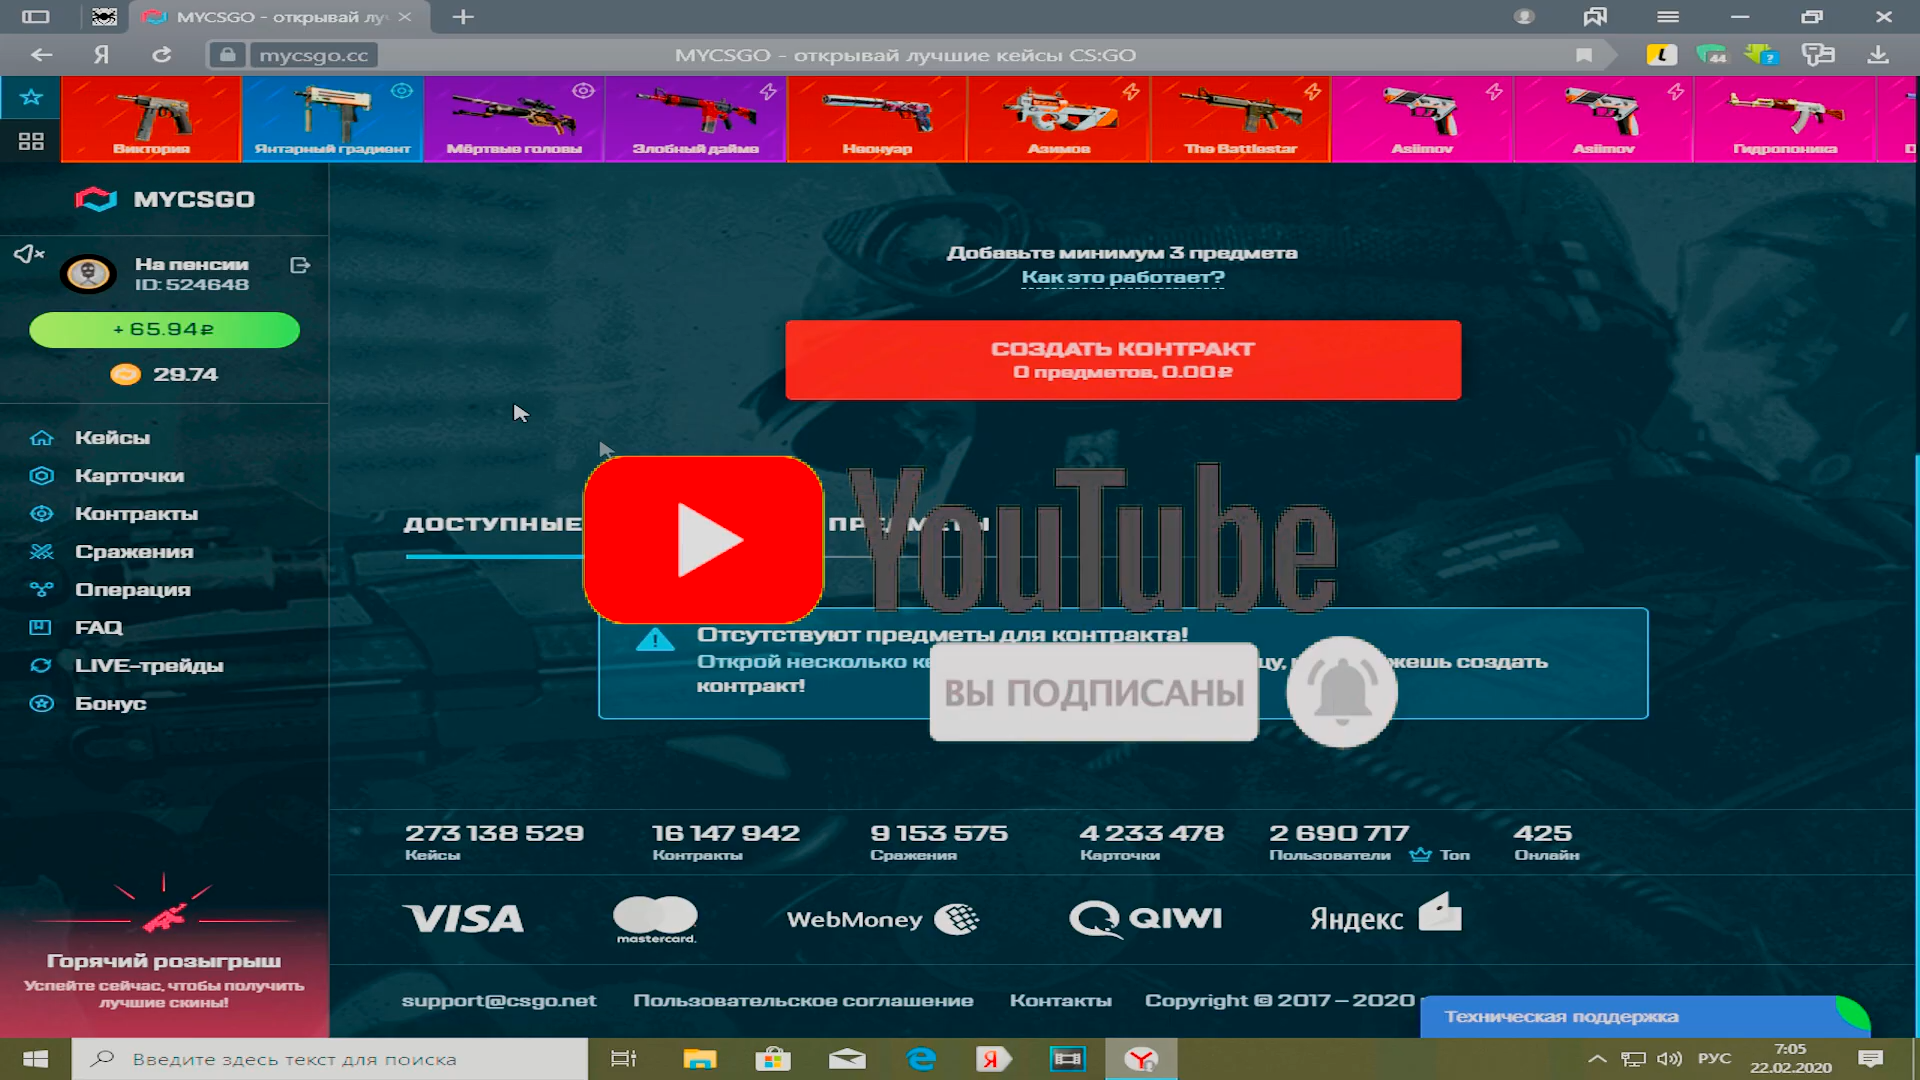 MYCSGO - открывай лу
mycsgo.cc
MYCSGO - открывай лучшие кейсы CS:GO
44
?
Виктория
Янтарный градиент
Мёртвые головы
Злобный даймё
Неонуар
Азимов
The Battlestar
Asiimov
Asiimov
Гидропоника
MYCSGO
На пенсии
ID: 524648
+ 65.94₽
29.74
Кейсы
Карточки
Контракты
Сражения
Операция
FAQ
LIVE-трейды
Бонус
Горячий розыгрыш
Успейте сейчас, чтобы получить
лучшие скины!
Добавьте минимум 3 предмета
Как это работает?
СОЗДАТЬ КОНТРАКТ
0 предметов, 0.00₽
ДОСТУПНЫЕ ПРЕДМЕТЫ
YouTube
Отсутствуют предметы для контракта!
Открой несколько создать
контракт!
ВЫ ПОДПИСАНЫ
273 138 529
Кейсы
16 147 942
Контракты
9 153 575
Сражения
4 233 478
Карточки
2 690 717
Пользователи Топ
425
Онлайн
VISA
mastercard.
WebMoney
QIWI
Яндекс
support@csgo.net Пользовательское соглашение Контакты Copyright © 2017 – 2020
Техническая поддержка
Введите здесь текст для поиска
РУС
7:05
22.02.2020